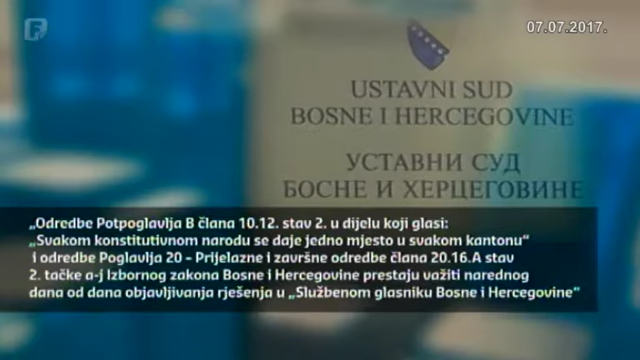 F
07.07.2017.
USTAVNI SUD
BOSNE I HERCEGOVINE
УСТАВНИ СУД
БОСНЕ И ХЕРЦЕГОВИНЕ
„Odredbe Potpoglavlja B člana 10.12. stav 2. u dijelu koji glasi:
„Svakom konstitutivnom narodu se daje jedno mjesto u svakom kantonu“
i odredbe Poglavlja 20 - Prijelazne i završne odredbe člana 20.16.A stav
2. tačke a-j Izbornog zakona Bosne i Hercegovine prestaju važiti narednog
dana od dana objavljivanja rješenja u „Službenom glasniku Bosne i Hercegovine“